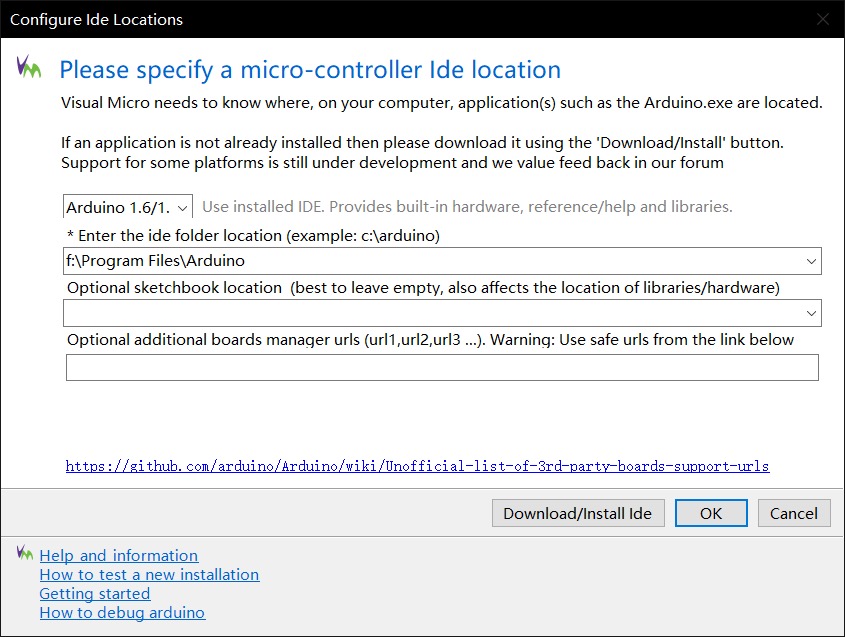 Configure Ide Locations
Please specify a micro-controller Ide location
Visual Micro needs to know where, on your computer, application(s) such as the Arduino.exe are located.
If an application is not already installed then please download it using the 'Download/Install' button.
Support for some platforms is still under development and we value feed back in our forum
Arduino 1.6/1. Use installed IDE. Provides built-in hardware, reference/help and libraries.
* Enter the ide folder location (example: c:\arduino)
f:\Program Files\Arduino
Optional sketchbook location (best to leave empty, also affects the location of libraries/hardware)
Optional additional boards manager urls (url1,url2,url3 ...). Warning: Use safe urls from the link below
https://github.com/arduino/Arduino/wiki/Unofficial-list-of-3rd-party-boards-support-urls
Download/Install Ide OK Cancel
Help and information
How to test a new installation
Getting started
How to debug arduino